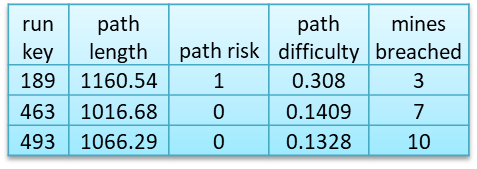 run key path length path risk path difficulty mines breached
189 1160.54 1 0.308 3
463 1016.68 0 0.1409 7
493 1066.29 0 0.1328 10